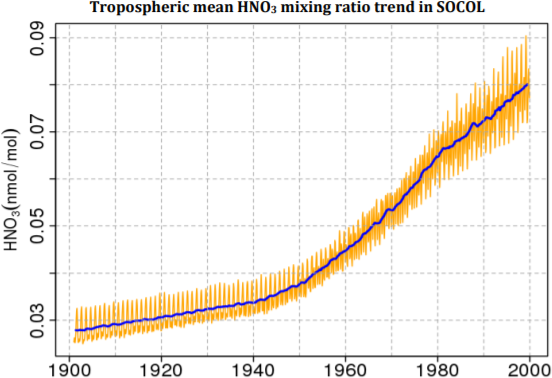 Tropospheric mean HNO₃ mixing ratio trend in SOCOL
0.09
0.07
0.05
0.03
HNO₃(nmol/mol)
1900 1920 1940 1960 1980 2000